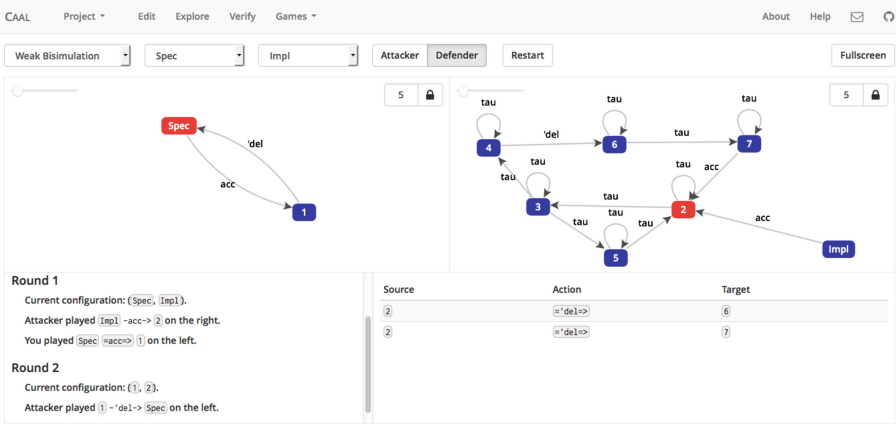 CAAL Project Edit Explore Verify Games About Help
Weak Bisimulation Spec Impl Attacker Defender Restart Fullscreen
5
Spec
'del
acc
1
5
tau tau tau
4 'del 6 tau 7
tau tau tau acc
3 tau 2 acc
tau tau tau
5 Impl
Round 1
Current configuration: (Spec, Impl).
Attacker played Impl -acc-> 2 on the right.
You played Spec =acc=> 1 on the left.
Round 2
Current configuration: (1, 2).
Attacker played 1 -'del-> Spec on the left.
Source Action Target
2 ='del=> 6
2 ='del=> 7